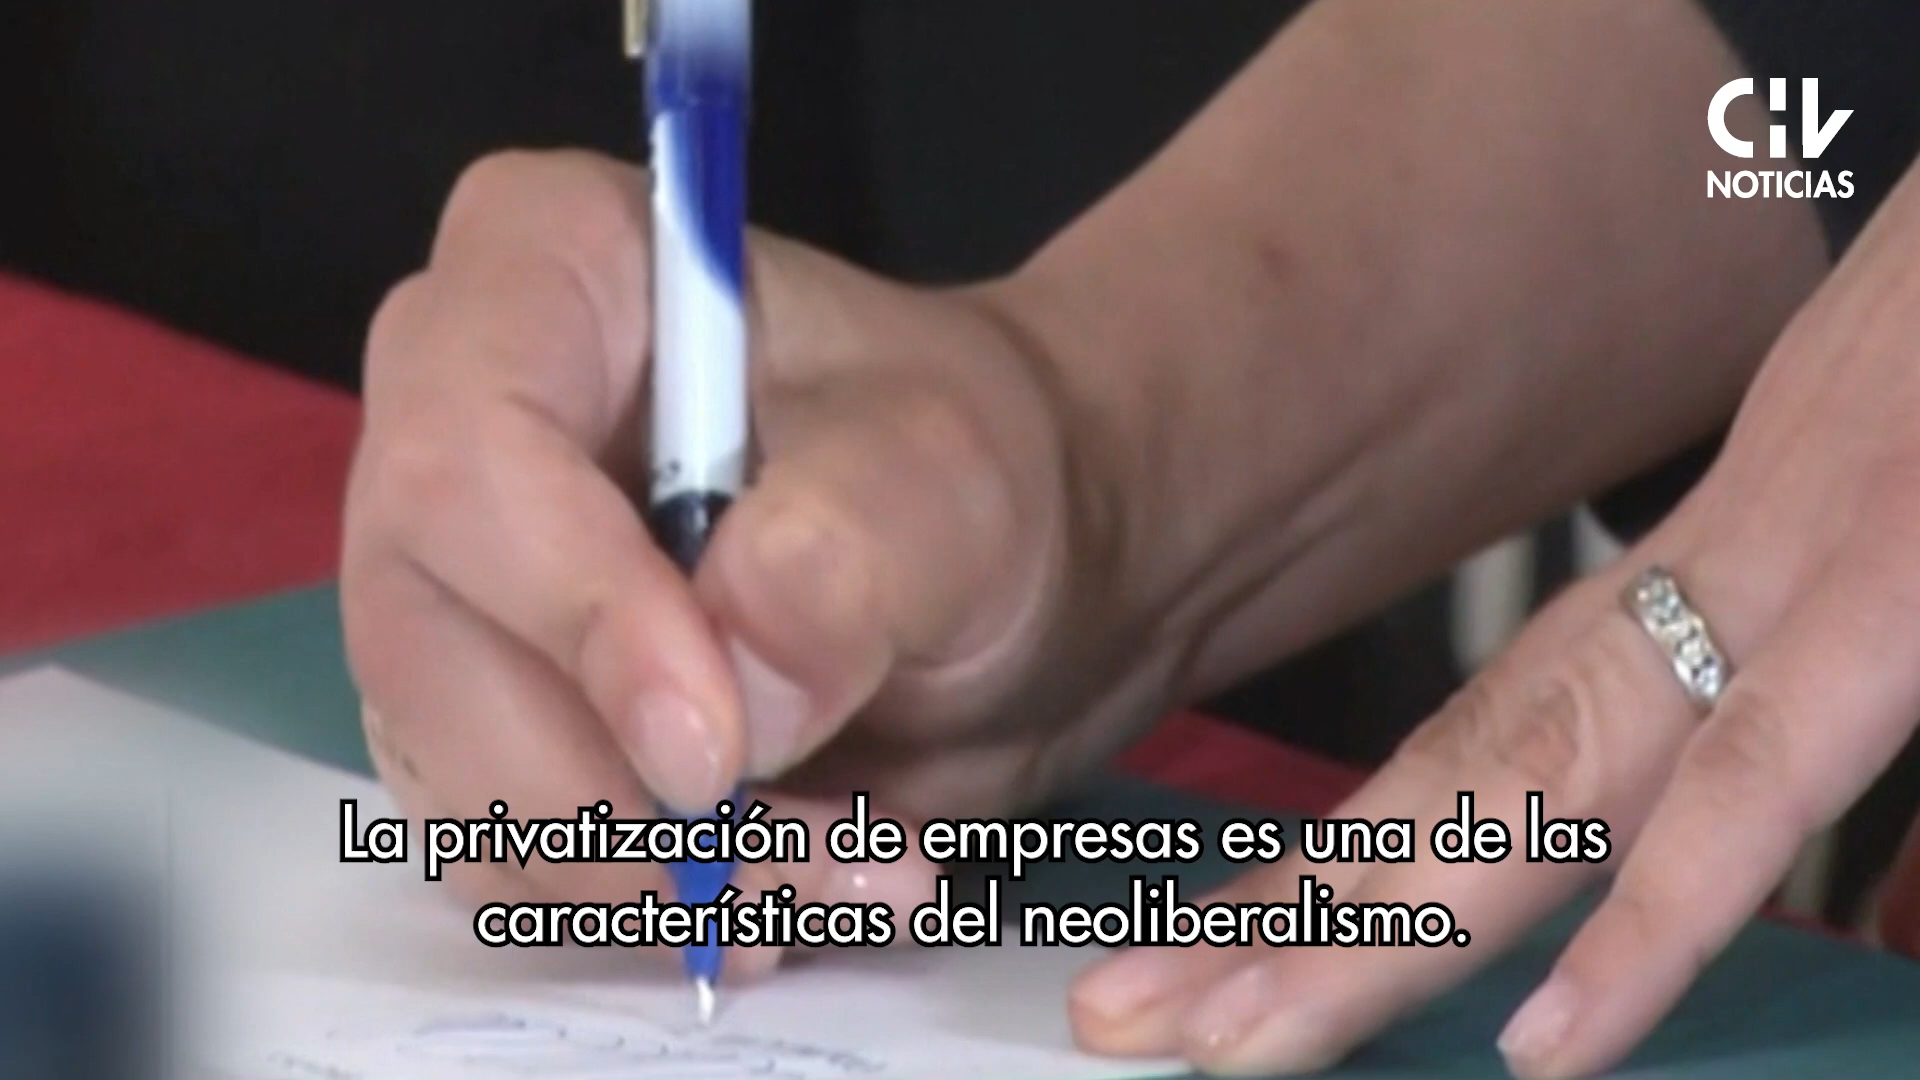 CHV
NOTICIAS
La privatización de empresas es una de las
características del neoliberalismo.